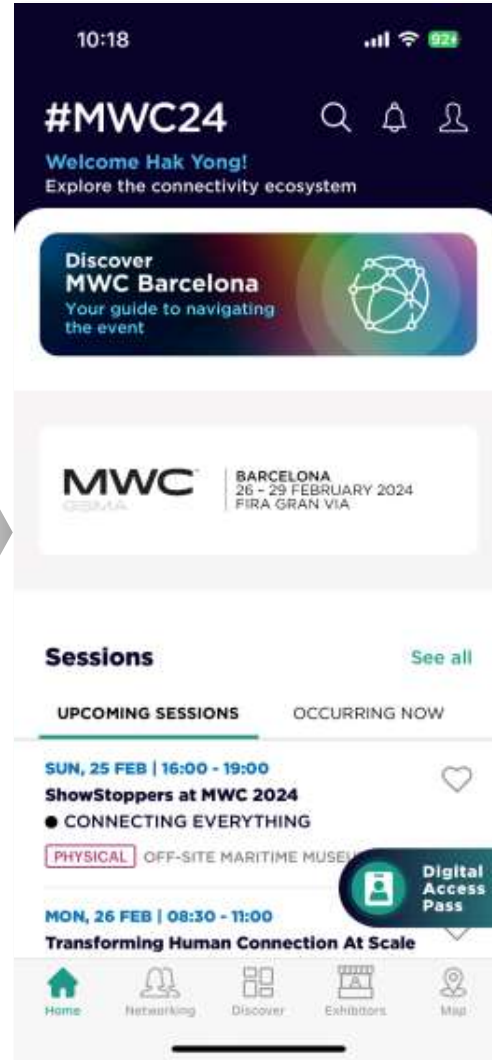 10:18
92
#MWC24
Welcome Hak Yong!
Explore the connectivity ecosystem
Discover
MWC Barcelona
Your guide to navigating
the event
MWC
GSMA
BARCELONA
26 - 29 FEBRUARY 2024
FIRA GRAN VIA
Sessions
See all
UPCOMING SESSIONS
OCCURRING NOW
SUN, 25 FEB | 16:00 - 19:00
ShowStoppers at MWC 2024
CONNECTING EVERYTHING
PHYSICAL OFF-SITE MARITIME
Digital
Access
Pass
MON, 26 FEB | 08:30 - 11:00
Transforming Human Connection At Scale
Home
Networking
Discover
Exhibitors
Map